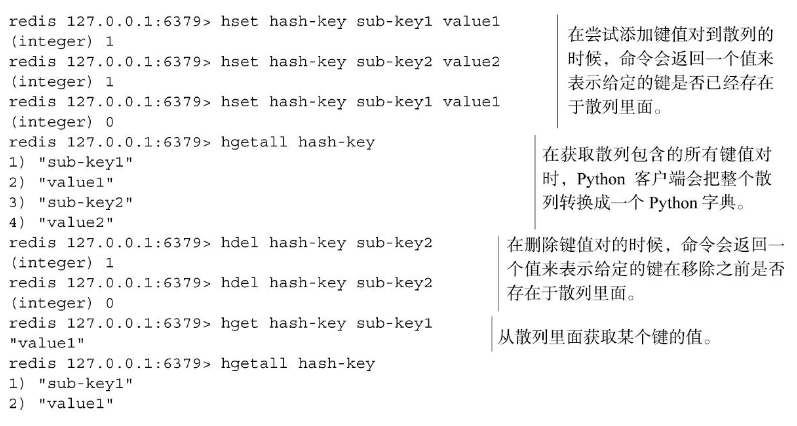 redis 127.0.0.1:6379> hset hash-key sub-key1 value1
(integer) 1
redis 127.0.0.1:6379> hset hash-key sub-key2 value2
(integer) 1
redis 127.0.0.1:6379> hset hash-key sub-key1 value1
(integer) 0
在尝试添加键值对到散列的
时候，命令会返回一个值来
表示给定的键是否已经存在
于散列里面。
redis 127.0.0.1:6379> hgetall hash-key
1) "sub-key1"
2) "value1"
3) "sub-key2"
4) "value2"
在获取散列包含的所有键值对
时，Python 客户端会把整个散
列转换成一个 Python 字典。
redis 127.0.0.1:6379> hdel hash-key sub-key2
(integer) 1
redis 127.0.0.1:6379> hdel hash-key sub-key2
(integer) 0
在删除键值对的时候，命令会返回一
个值来表示给定的键在移除之前是否
存在于散列里面。
redis 127.0.0.1:6379> hget hash-key sub-key1
"value1"
从散列里面获取某个键的值。
redis 127.0.0.1:6379> hgetall hash-key
1) "sub-key1"
2) "value1"